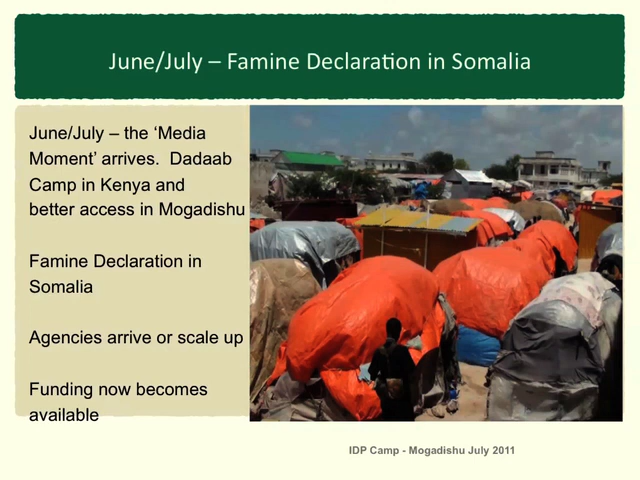 June/July – Famine Declaration in Somalia
June/July – the ‘Media
Moment’ arrives.  Dadaab
Camp in Kenya and
better access in Mogadishu
Famine Declaration in
Somalia
Agencies arrive or scale up
Funding now becomes
available
IDP Camp - Mogadishu July 2011